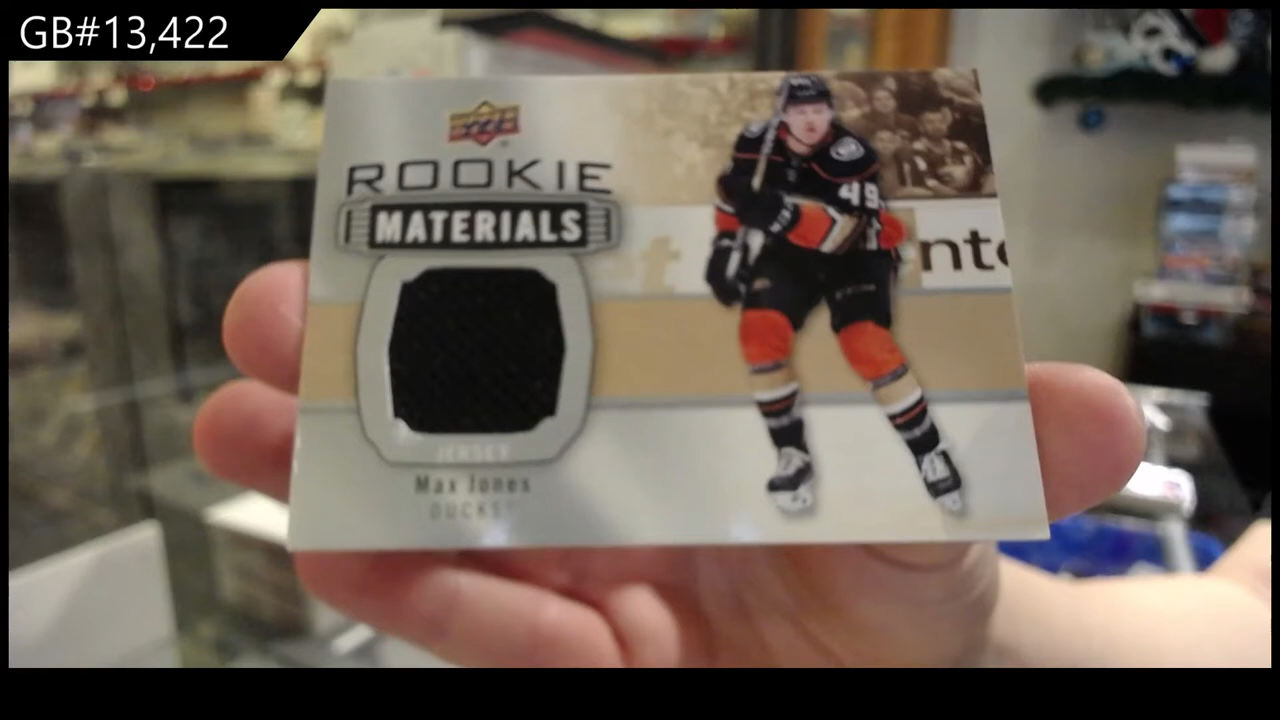 GB#13,422
ROOKIE
MATERIALS
JERSEY
Max Jones
DUCKS
49